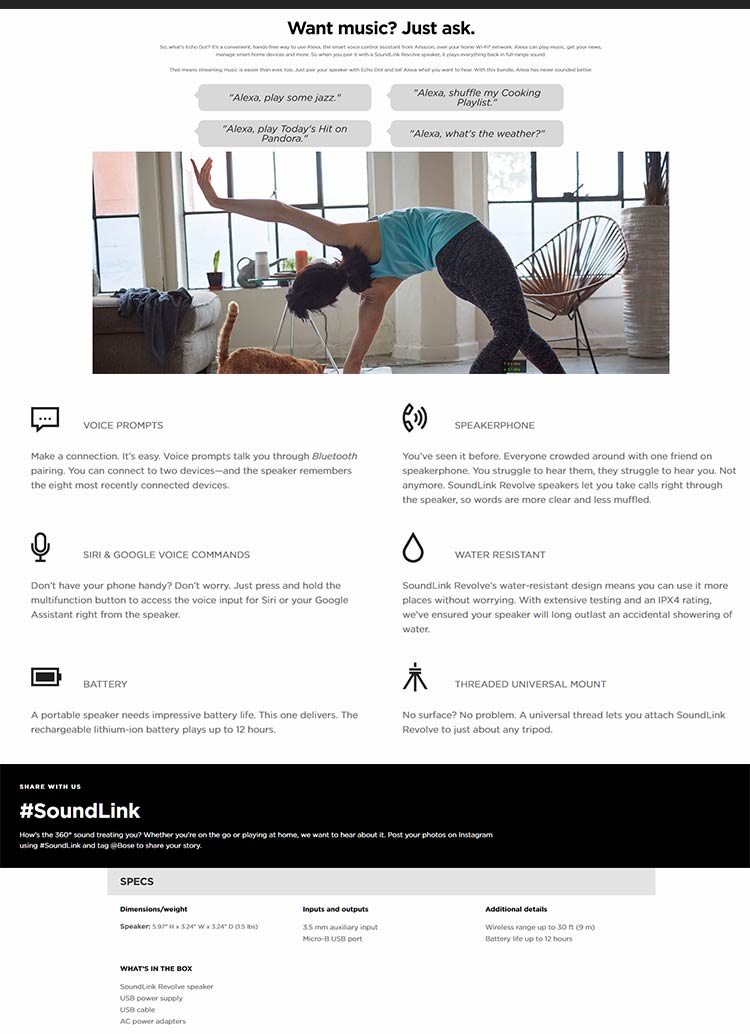 Want music? Just ask.
So, what's Echo Dot? It's a convenient, hands-free way to use Alexa, the smart voice control assistant from Amazon, over your home Wi-Fi® network. Alexa can play music, get your news,
manage smart home devices and more. So when you pair it with a SoundLink Revolve speaker, it plays everything back in full-range sound.
That means streaming music is easier than ever, too. Just pair your speaker with Echo Dot and tell Alexa what you want to hear. With this bundle, Alexa has never sounded better.
"Alexa, play some jazz."
"Alexa, shuffle my Cooking
Playlist."
"Alexa, play Today's Hit on
Pandora."
"Alexa, what's the weather?"
VOICE PROMPTS
Make a connection. It's easy. Voice prompts talk you through Bluetooth
pairing. You can connect to two devices—and the speaker remembers
the eight most recently connected devices.
SPEAKERPHONE
You've seen it before. Everyone crowded around with one friend on
speakerphone. You struggle to hear them, they struggle to hear you. Not
anymore. SoundLink Revolve speakers let you take calls right through
the speaker, so words are more clear and less muffled.
SIRI & GOOGLE VOICE COMMANDS
Don't have your phone handy? Don't worry. Just press and hold the
multifunction button to access the voice input for Siri or your Google
Assistant right from the speaker.
WATER RESISTANT
SoundLink Revolve's water-resistant design means you can use it more
places without worrying. With extensive testing and an IPX4 rating,
we've ensured your speaker will long outlast an accidental showering of
water.
BATTERY
A portable speaker needs impressive battery life. This one delivers. The
rechargeable lithium-ion battery plays up to 12 hours.
THREADED UNIVERSAL MOUNT
No surface? No problem. A universal thread lets you attach SoundLink
Revolve to just about any tripod.
SHARE WITH US
#SoundLink
How's the 360° sound treating you? Whether you're on the go or playing at home, we want to hear about it. Post your photos on Instagram
using #SoundLink and tag @Bose to share your story.
SPECS
Dimensions/weight
Speaker: 5.97" H x 3.24" W x 3.24" D (1.5 lbs)
Inputs and outputs
3.5 mm auxiliary input
Micro-B USB port
Additional details
Wireless range up to 30 ft (9 m)
Battery life up to 12 hours
WHAT'S IN THE BOX
SoundLink Revolve speaker
USB power supply
USB cable
AC power adapters